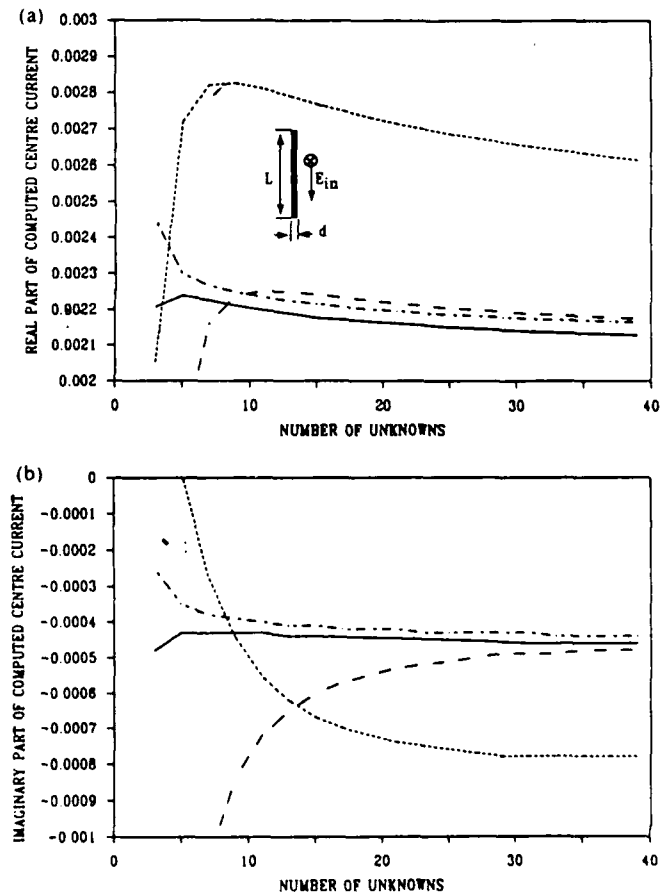 (a)
0.003
0.0029
0.0028
0.0027
0.0026
0.0025
0.0024
0.0023
0.9022
0.0021
0.002
REAL PART OF COMPUTED CENTRE CURRENT
L
E_in
d
0 10 20 30 40
NUMBER OF UNKNOWNS
(b)
0
-0.0001
-0.0002
-0.0003
-0.0004
-0.0005
-0.0006
-0.0007
-0.0008
-0.0009
-0.001
IMAGINARY PART OF COMPUTED CENTRE CURRENT
0 10 20 30 40
NUMBER OF UNKNOWNS